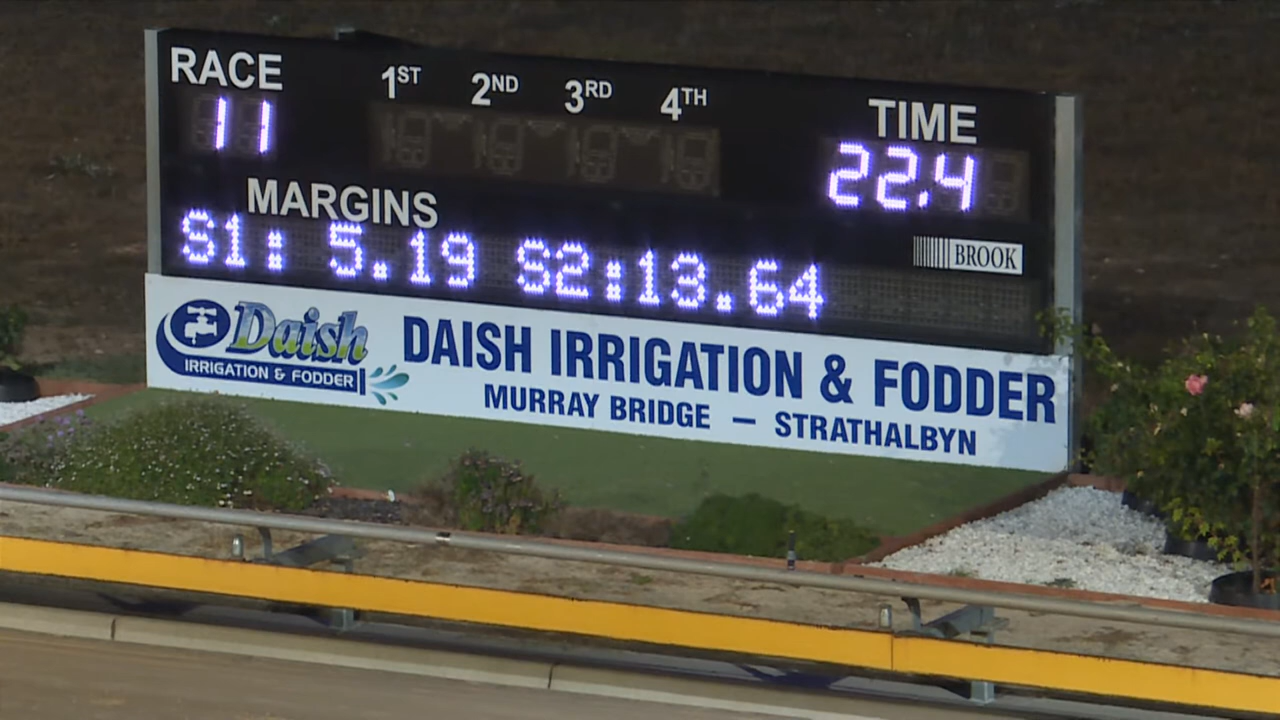 RACE 1ST 2ND 3RD 4TH TIME
11 22.4
MARGINS
S1: 5.19 S2:13.64
BROOK
Daish
IRRIGATION & FODDER
DAISH IRRIGATION & FODDER
MURRAY BRIDGE – STRATHALBYN